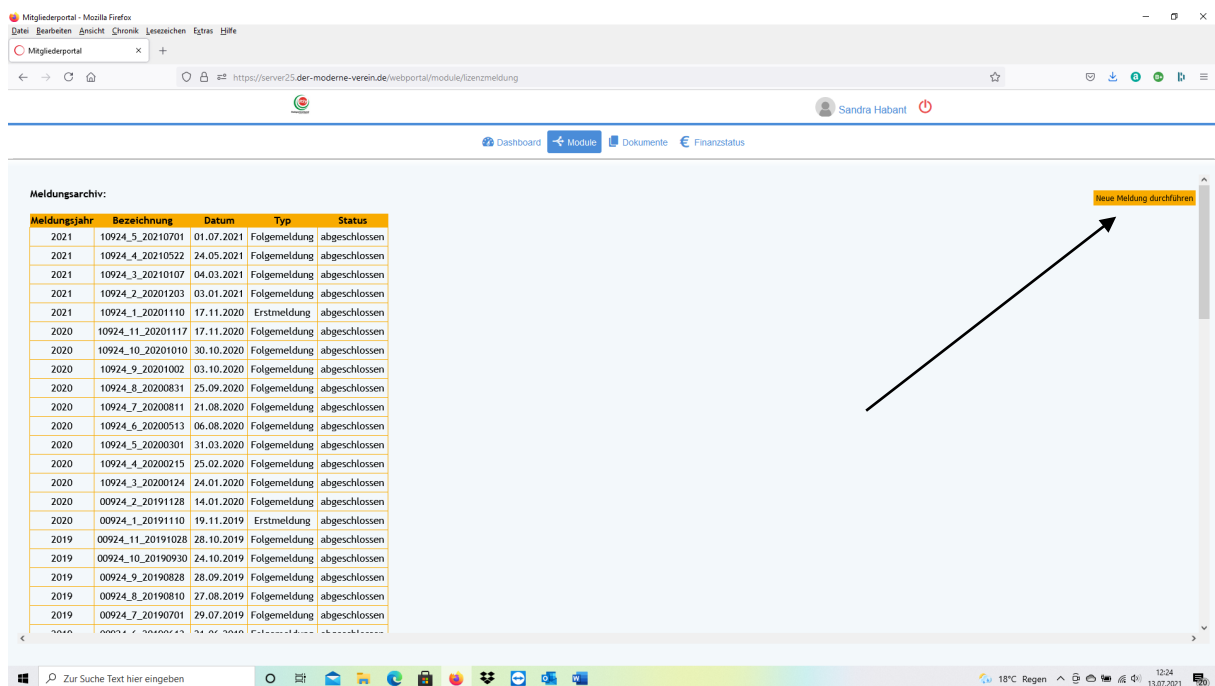 Mitgliederportal - Mozilla Firefox
Datei Bearbeiten Ansicht Chronik Lesezeichen Extras Hilfe
Mitgliederportal
https://server25.der-moderne-verein.de/webportal/module/lizenzmeldung
Sandra Habant
Dashboard Module Dokumente Finanzstatus
Meldungsarchiv:
Neue Meldung durchführen
Meldungsjahr Bezeichnung Datum Typ Status
2021 10924_5_20210701 01.07.2021 Folgemeldung abgeschlossen
2021 10924_4_20210522 24.05.2021 Folgemeldung abgeschlossen
2021 10924_3_20210107 04.03.2021 Folgemeldung abgeschlossen
2021 10924_2_20201203 03.01.2021 Folgemeldung abgeschlossen
2021 10924_1_20201110 17.11.2020 Erstmeldung abgeschlossen
2020 10924_11_20201117 17.11.2020 Folgemeldung abgeschlossen
2020 10924_10_20201010 30.10.2020 Folgemeldung abgeschlossen
2020 10924_9_20201002 03.10.2020 Folgemeldung abgeschlossen
2020 10924_8_20200831 25.09.2020 Folgemeldung abgeschlossen
2020 10924_7_20200811 21.08.2020 Folgemeldung abgeschlossen
2020 10924_6_20200513 06.08.2020 Folgemeldung abgeschlossen
2020 10924_5_20200301 31.03.2020 Folgemeldung abgeschlossen
2020 10924_4_20200215 25.02.2020 Folgemeldung abgeschlossen
2020 10924_3_20200124 24.01.2020 Folgemeldung abgeschlossen
2020 00924_2_20191128 14.01.2020 Folgemeldung abgeschlossen
2020 00924_1_20191110 19.11.2019 Erstmeldung abgeschlossen
2019 00924_11_20191028 28.10.2019 Folgemeldung abgeschlossen
2019 00924_10_20190930 24.10.2019 Folgemeldung abgeschlossen
2019 00924_9_20190828 28.09.2019 Folgemeldung abgeschlossen
2019 00924_8_20190810 27.08.2019 Folgemeldung abgeschlossen
2019 00924_7_20190701 29.07.2019 Folgemeldung abgeschlossen
Zur Suche Text hier eingeben
18°C Regen
12:24
13.07.2021